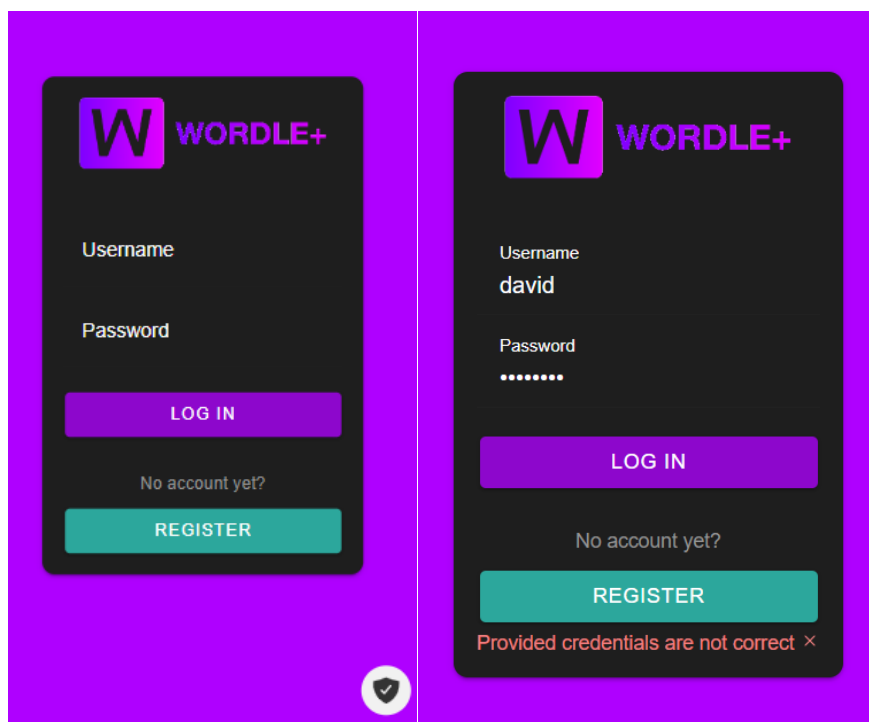 W WORDLE+
Username
Password
LOG IN
No account yet?
REGISTER
W WORDLE+
Username
david
Password
••••••••
LOG IN
No account yet?
REGISTER
Provided credentials are not correct ×